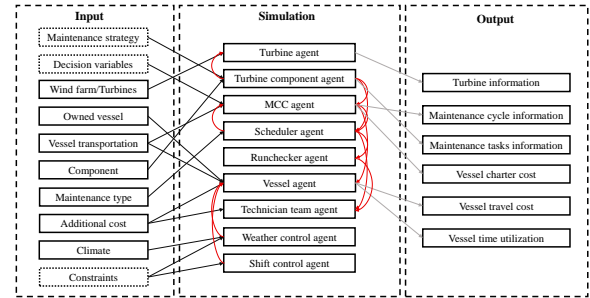 Input
Maintenance strategy
Decision variables
Wind farm/Turbines
Owned vessel
Vessel transportation
Component
Maintenance type
Additional cost
Climate
Constraints
Simulation
Turbine agent
Turbine component agent
MCC agent
Scheduler agent
Runchecker agent
Vessel agent
Technician team agent
Weather control agent
Shift control agent
Output
Turbine information
Maintenance cycle information
Maintenance tasks information
Vessel charter cost
Vessel travel cost
Vessel time utilization